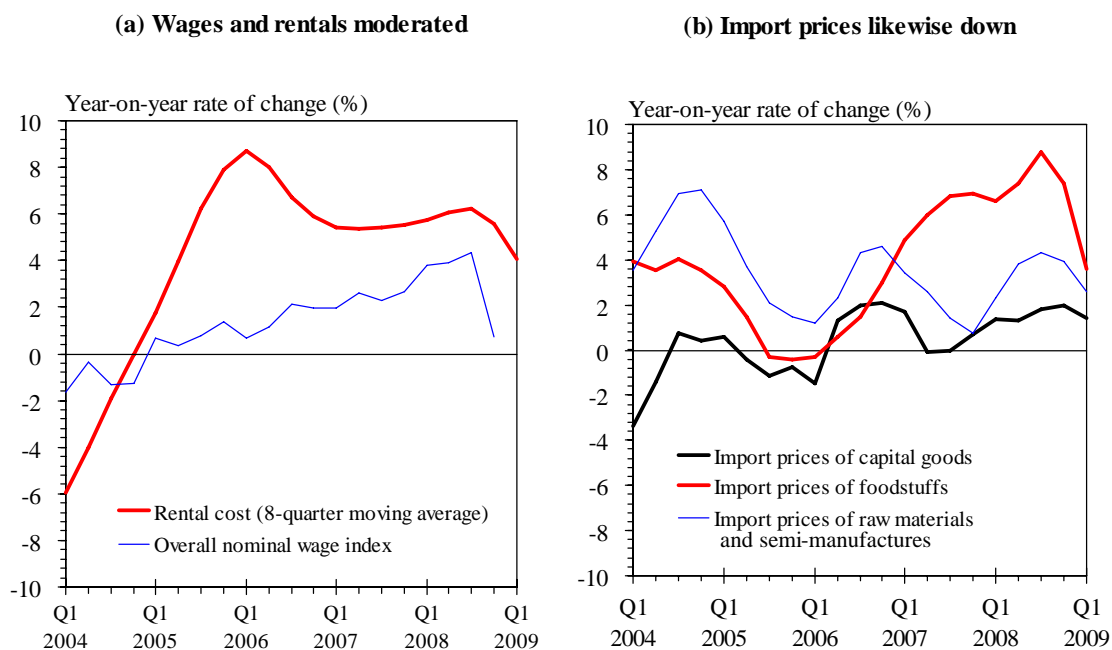 (a) Wages and rentals moderated
Year-on-year rate of change (%)
10
8
6
4
2
0
-2
-4
-6
-8
-10
Rental cost (8-quarter moving average)
Overall nominal wage index
Q1 Q1 Q1 Q1 Q1 Q1
2004 2005 2006 2007 2008 2009
(b) Import prices likewise down
Year-on-year rate of change (%)
10
8
6
4
2
0
-2
-4
-6
-8
-10
Import prices of capital goods
Import prices of foodstuffs
Import prices of raw materials
and semi-manufactures
Q1 Q1 Q1 Q1 Q1 Q1
2004 2005 2006 2007 2008 2009